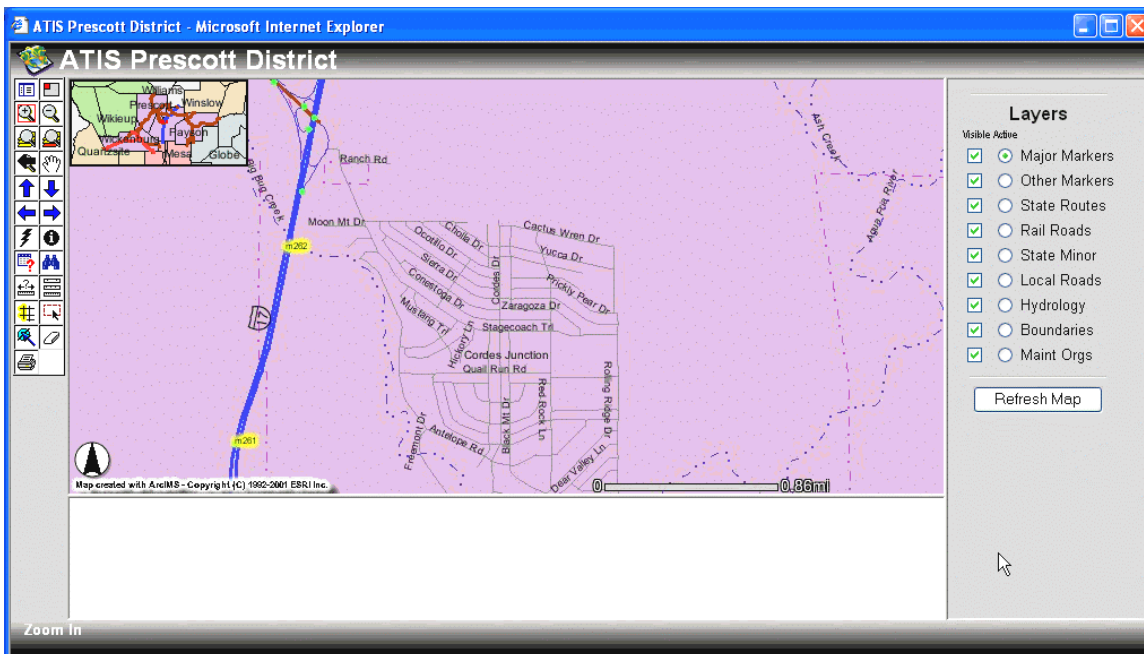 ATIS Prescott District - Microsoft Internet Explorer
ATIS Prescott District
Williams
Prescott
Winslow
Wikieup
Payson
Wickenburg
Quartzsite
Mesa
Globe
Ranch Rd
Big Bug Creek
Ash Creek
Agua Fria River
Moon Mt Dr
m262
Cholla Dr
Ocotillo Dr
Cactus Wren Dr
Yucca Dr
Sierra Dr
Conestoga Dr
Cordes Dr
Prickly Pear Dr
Mustang Trl
Zaragoza Dr
17
Hickory Ln
Stagecoach Trl
Cordes Junction
Quail Run Rd
Rolling Ridge Dr
Red Rock Ln
Black Mt Dr
Freemont Dr
Antelope Rd
m261
Dear Valley Ln
Map created with ArcIMS - Copyright (C) 1992-2001 ESRI Inc.
0 0.86mi
Layers
Visible Active
Major Markers
Other Markers
State Routes
Rail Roads
State Minor
Local Roads
Hydrology
Boundaries
Maint Orgs
Refresh Map
Zoom In